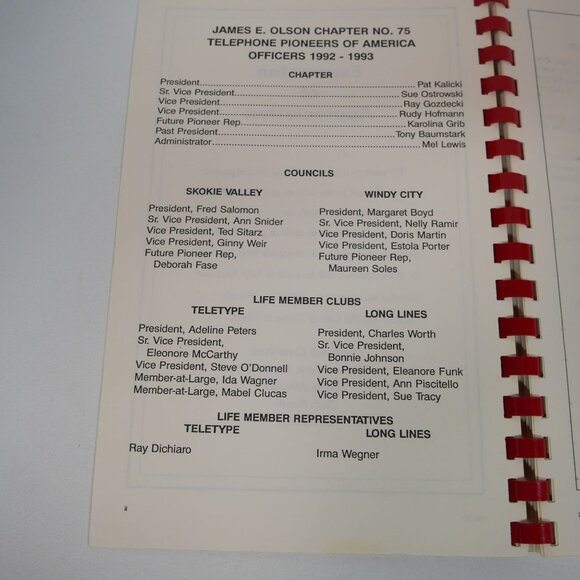 JAMES E. OLSON CHAPTER NO. 75
TELEPHONE PIONEERS OF AMERICA
OFFICERS 1992 - 1993
CHAPTER
President......................................................Pat Kalicki
Sr. Vice President..........................................Sue Ostrowski
Vice President................................................Ray Gozdecki
Vice President................................................Rudy Hofmann
Future Pioneer Rep..........................................Karolina Grib
Past President................................................Tony Baumstark
Administrator.................................................Mel Lewis
COUNCILS
SKOKIE VALLEY
President, Fred Salomon
Sr. Vice President, Ann Snider
Vice President, Ted Sitarz
Vice President, Ginny Weir
Future Pioneer Rep,
Deborah Fase
WINDY CITY
President, Margaret Boyd
Sr. Vice President, Nelly Ramir
Vice President, Doris Martin
Vice President, Estola Porter
Future Pioneer Rep,
Maureen Soles
LIFE MEMBER CLUBS
TELETYPE
President, Adeline Peters
Sr. Vice President,
Eleonore McCarthy
Vice President, Steve O'Donnell
Member-at-Large, Ida Wagner
Member-at-Large, Mabel Clucas
LONG LINES
President, Charles Worth
Sr. Vice President,
Bonnie Johnson
Vice President, Eleanore Funk
Vice President, Ann Piscitello
Vice President, Sue Tracy
LIFE MEMBER REPRESENTATIVES
TELETYPE
Ray Dichiaro
LONG LINES
Irma Wegner
ii